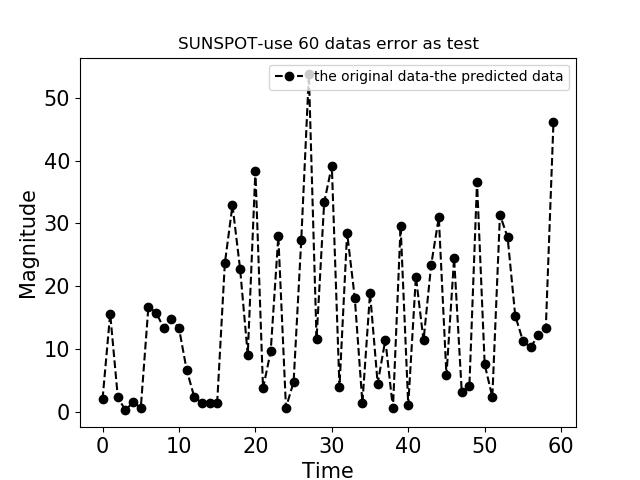 SUNSPOT-use 60 datas error as test
the original data-the predicted data
50
40
30
20
10
0
Magnitude
0 10 20 30 40 50 60
Time